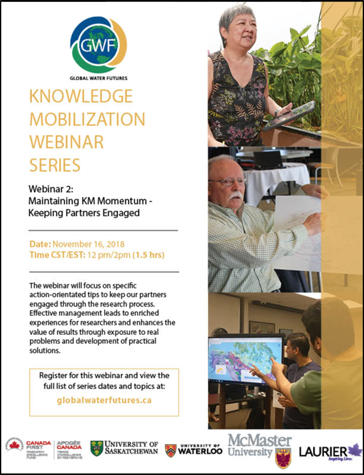 GWF
GLOBAL WATER FUTURES
KNOWLEDGE
MOBILIZATION
WEBINAR
SERIES
Webinar 2:
Maintaining KM Momentum -
Keeping Partners Engaged
Date: November 16, 2018
Time CST/EST: 12 pm/2pm (1.5 hrs)
The webinar will focus on specific
action-orientated tips to keep our partners
engaged through the research process.
Effective management leads to enriched
experiences for researchers and enhances the
value of results through exposure to real
problems and development of practical
solutions.
Register for this webinar and view the
full list of series dates and topics at:
globalwaterfutures.ca
CANADA
FIRST
APOGÉE
CANADA
UNIVERSITY OF
SASKATCHEWAN
UNIVERSITY OF
WATERLOO
McMaster
University
LAURIER
Inspiring Lives.